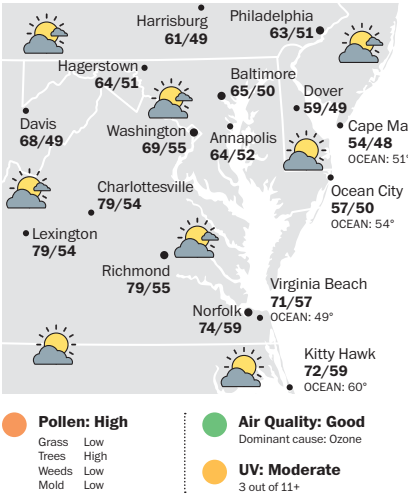 Harrisburg
61/49
Philadelphia
63/51
Hagerstown
64/51
Baltimore
65/50
Dover
59/49
Davis
68/49
Washington
69/55
Annapolis
64/52
Cape Ma
54/48
OCEAN: 51°
Charlottesville
79/54
Ocean City
57/50
OCEAN: 54°
Lexington
79/54
Richmond
79/55
Virginia Beach
71/57
OCEAN: 49°
Norfolk
74/59
Kitty Hawk
72/59
OCEAN: 60°
Pollen: High
Grass Low
Trees High
Weeds Low
Mold Low
Air Quality: Good
Dominant cause: Ozone
UV: Moderate
3 out of 11+